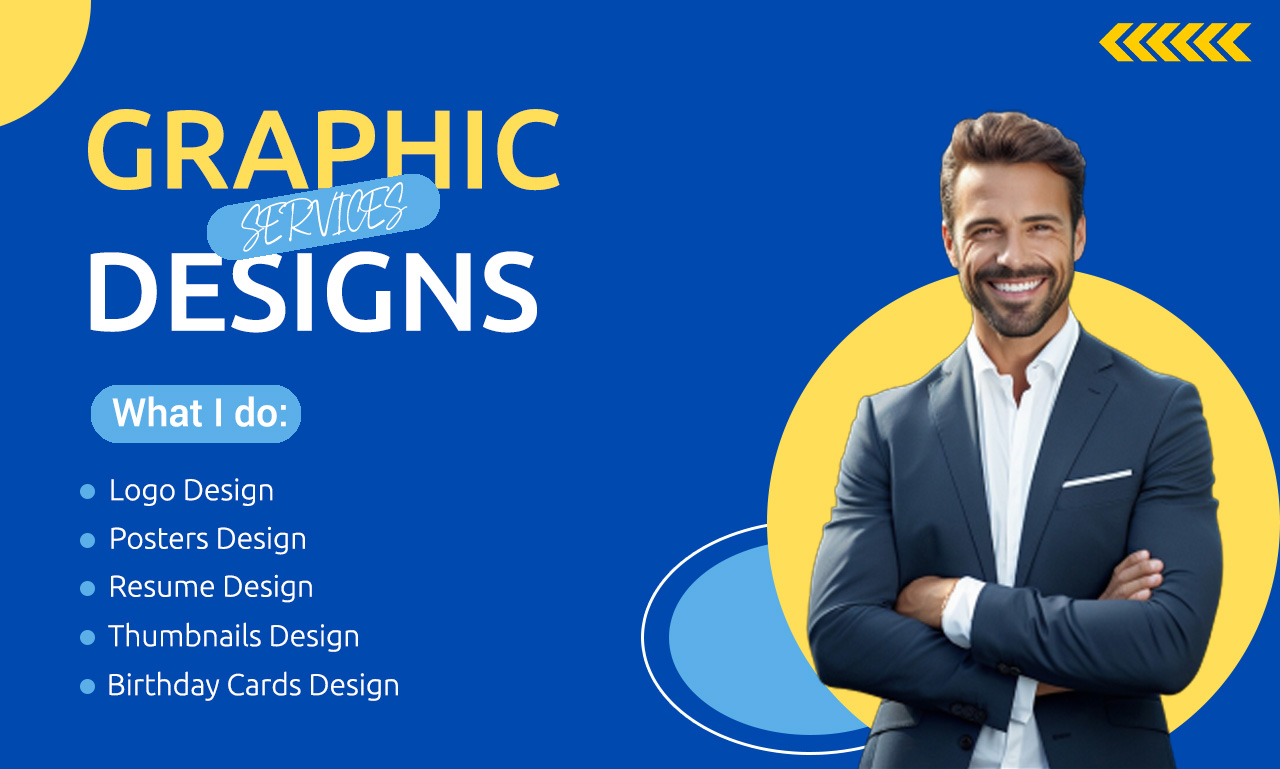 GRAPHIC
SERVICES
DESIGNS
What I do:
Logo Design
Posters Design
Resume Design
Thumbnails Design
Birthday Cards Design